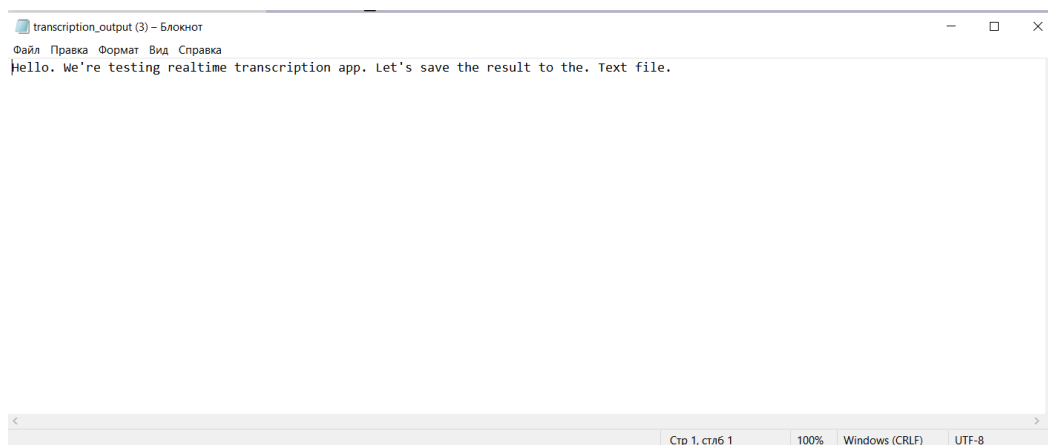 transcription_output (3) – Блокнот
Файл Правка Формат Вид Справка
Hello. We're testing realtime transcription app. Let's save the result to the. Text file.
Стр 1, стлб 1 100% Windows (CRLF) UTF-8